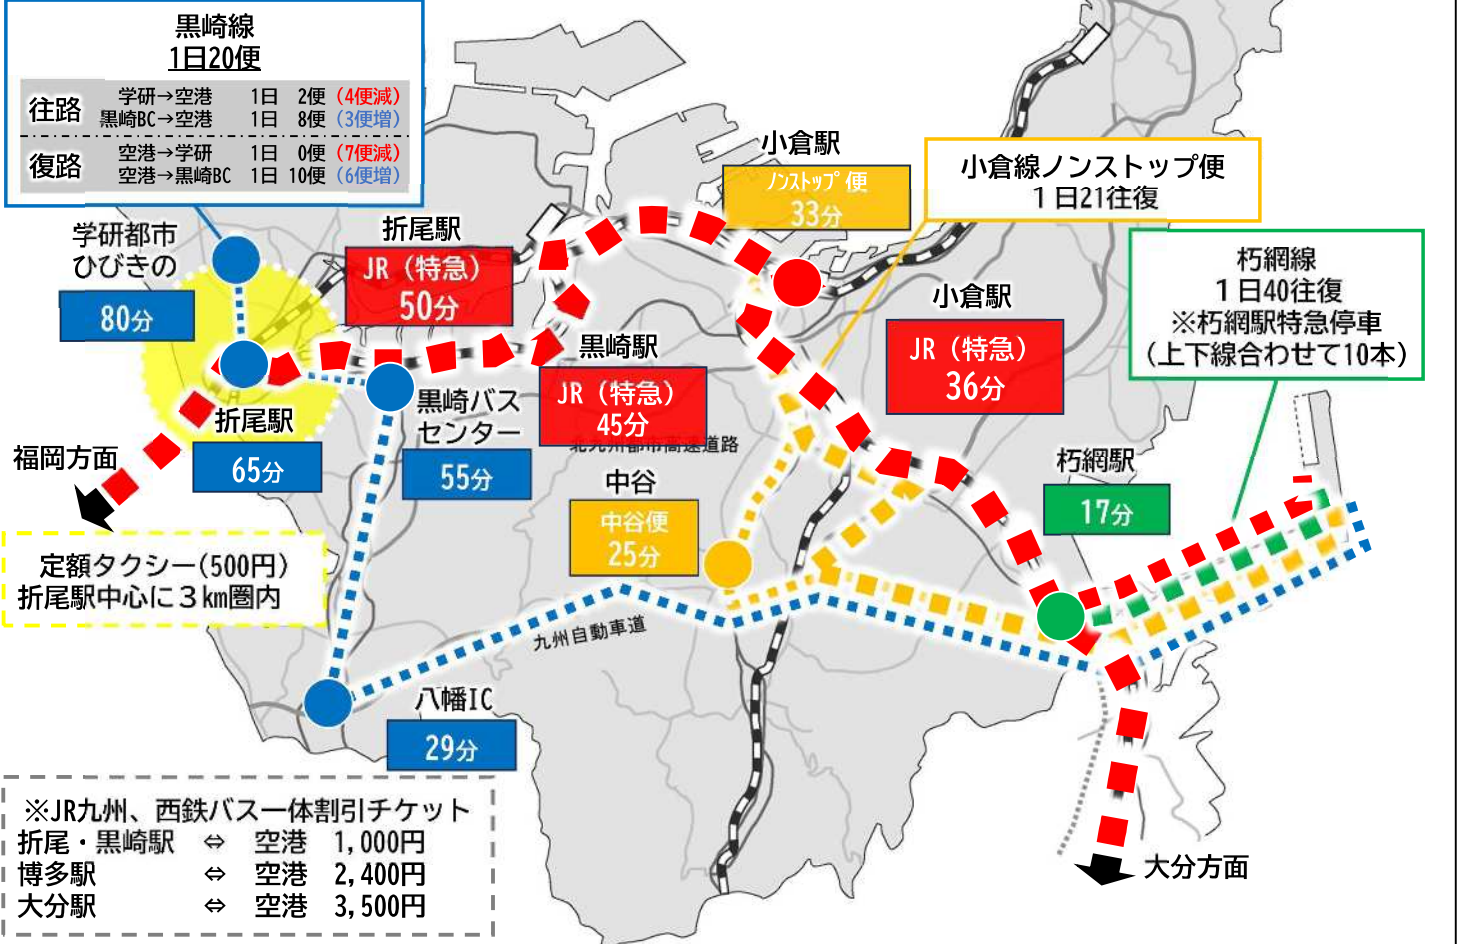 黒崎線
1日20便
往路
学研→空港 1日 2便(4便減)
黒崎BC→空港 1日 8便(3便増)
復路
空港→学研 1日 0便(7便減)
空港→黒崎BC 1日 10便(6便増)
小倉駅
ノンストップ便
33分
小倉線ノンストップ便
1日21往復
学研都市
ひびきの
80分
折尾駅
JR(特急)
50分
朽網線
1日40往復
※朽網駅特急停車
(上下線合わせて10本)
小倉駅
JR(特急)
36分
黒崎駅
JR(特急)
45分
黒崎バス
センター
55分
折尾駅
65分
福岡方面
北九州都市高速道路
朽網駅
17分
中谷
中谷便
25分
定額タクシー(500円)
折尾駅中心に3km圏内
九州自動車道
八幡IC
29分
※JR九州、西鉄バス一体割引チケット
折尾・黒崎駅 ⇔ 空港 1,000円
博多駅 ⇔ 空港 2,400円
大分駅 ⇔ 空港 3,500円
大分方面